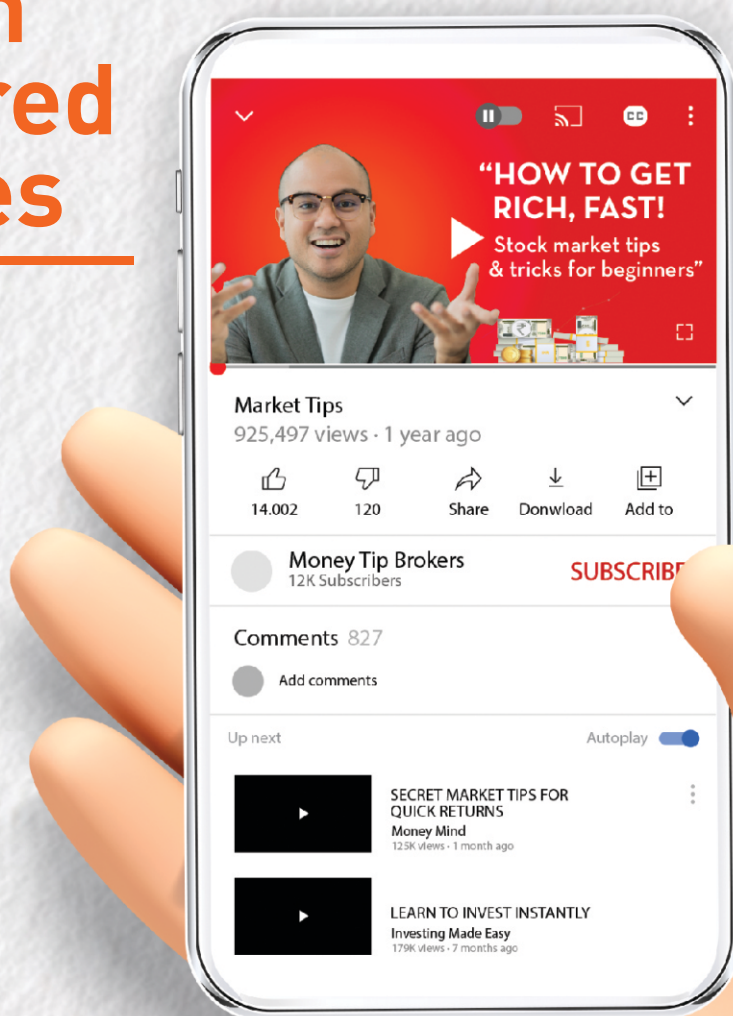 red
“HOW TO GET
RICH, FAST!
Stock market tips
& tricks for beginners”
Market Tips
925,497 views · 1 year ago
14.002
120
Share
Donwload
Add to
Money Tip Brokers
12K Subscribers
SUBSCRIBE
Comments 827
Add comments
Up next
Autoplay
SECRET MARKET TIPS FOR
QUICK RETURNS
Money Mind
125K views · 1 month ago
LEARN TO INVEST INSTANTLY
Investing Made Easy
179K views · 7 months ago